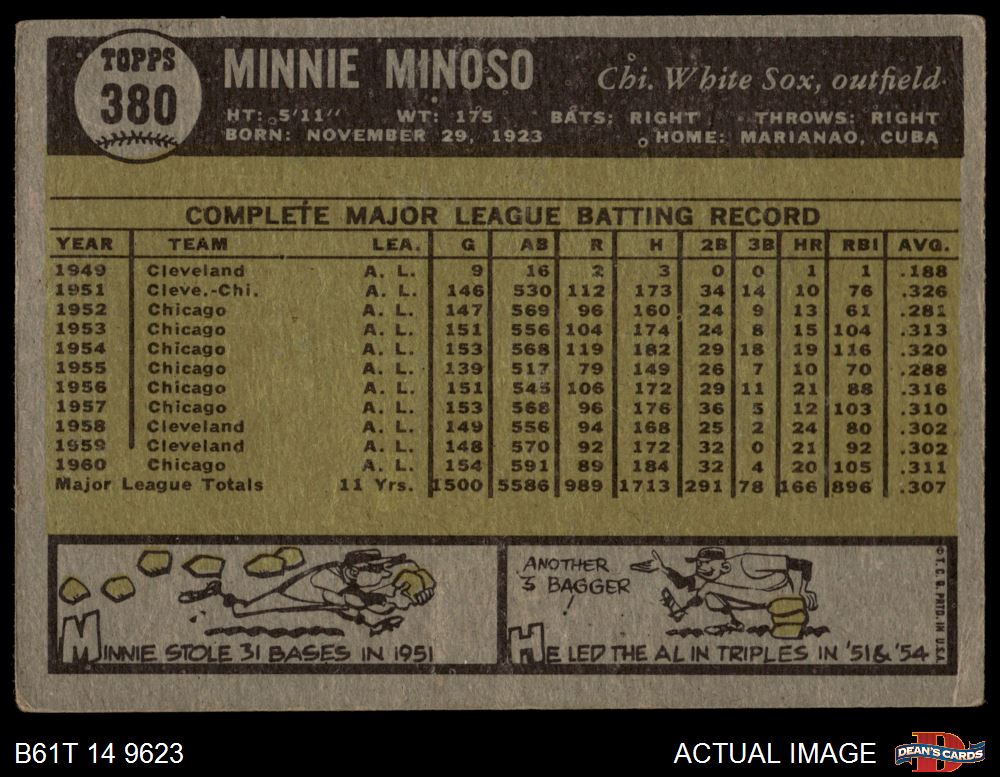 TOPPS
380
MINNIE MINOSO Chi. White Sox, outfield
HT: 5'11" WT: 175 BATS: RIGHT THROWS: RIGHT
BORN: NOVEMBER 29, 1923 HOME: MARIANAO, CUBA
COMPLETE MAJOR LEAGUE BATTING RECORD
YEAR TEAM LEA. G AB R H 2B 3B HR RBI AVG.
1949 Cleveland A. L. 9 16 2 3 0 0 1 1 .188
1951 Cleve.-Chi. A. L. 146 530 112 173 34 14 10 76 .326
1952 Chicago A. L. 147 569 96 160 24 9 13 61 .281
1953 Chicago A. L. 151 556 104 174 24 8 15 104 .313
1954 Chicago A. L. 153 568 119 182 29 18 19 116 .320
1955 Chicago A. L. 139 517 79 149 26 7 10 70 .288
1956 Chicago A. L. 151 545 106 172 29 11 21 88 .316
1957 Chicago A. L. 153 568 96 176 36 5 12 103 .310
1958 Cleveland A. L. 149 556 94 168 25 2 24 80 .302
1959 Cleveland A. L. 148 570 92 172 32 0 21 92 .302
1960 Chicago A. L. 154 591 89 184 32 4 20 105 .311
Major League Totals 11 Yrs. 1500 5586 989 1713 291 78 166 896 .307
MINNIE STOLE 31 BASES IN 1951
ANOTHER
3 BAGGER
HE LED THE AL IN TRIPLES IN '51 & '54
© T. C. G. PRTD. IN U.S.A.
B61T 14 9623 ACTUAL IMAGE
DEAN'S CARDS